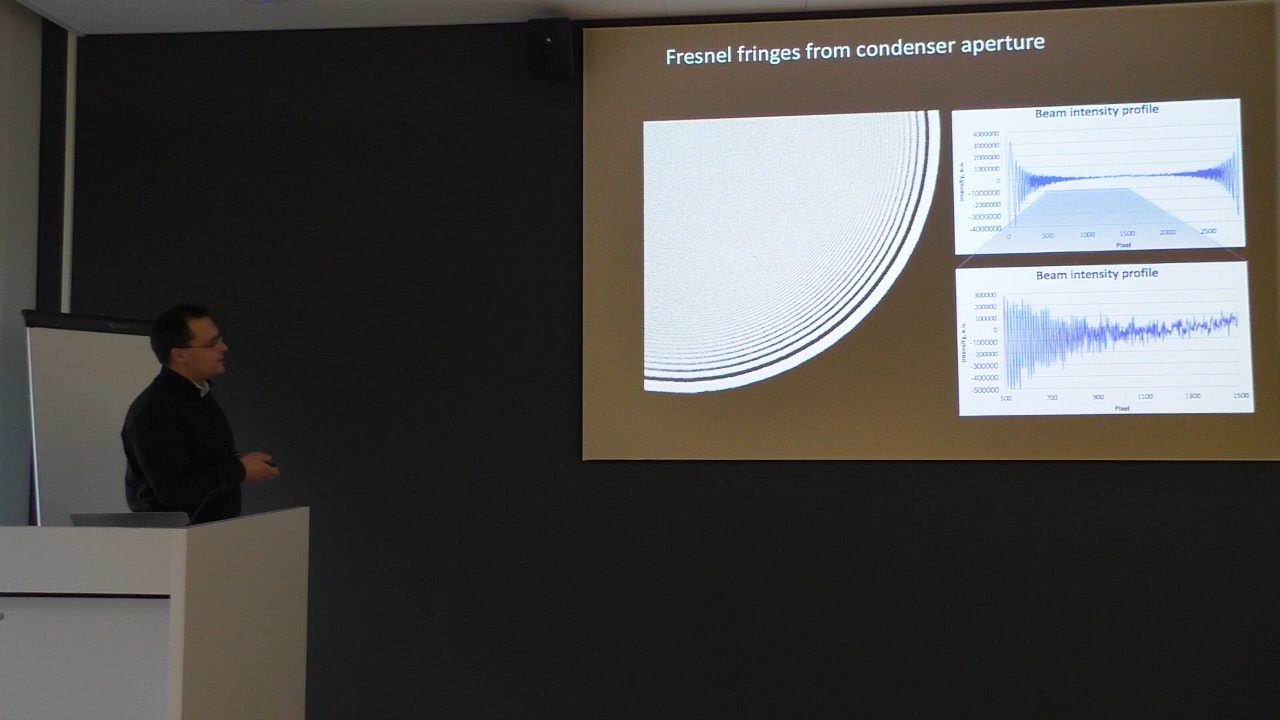 Fresnel fringes from condenser aperture
Beam intensity profile
4000000
3000000
2000000
1000000
0
-1000000
-2000000
-3000000
-4000000
Intensity, a.u.
0 500 1000 1500 2000 2500
Pixel
Beam intensity profile
300000
200000
100000
0
-100000
-200000
-300000
-400000
-500000
Intensity, a.u.
500 700 900 1100 1300 1500
Pixel